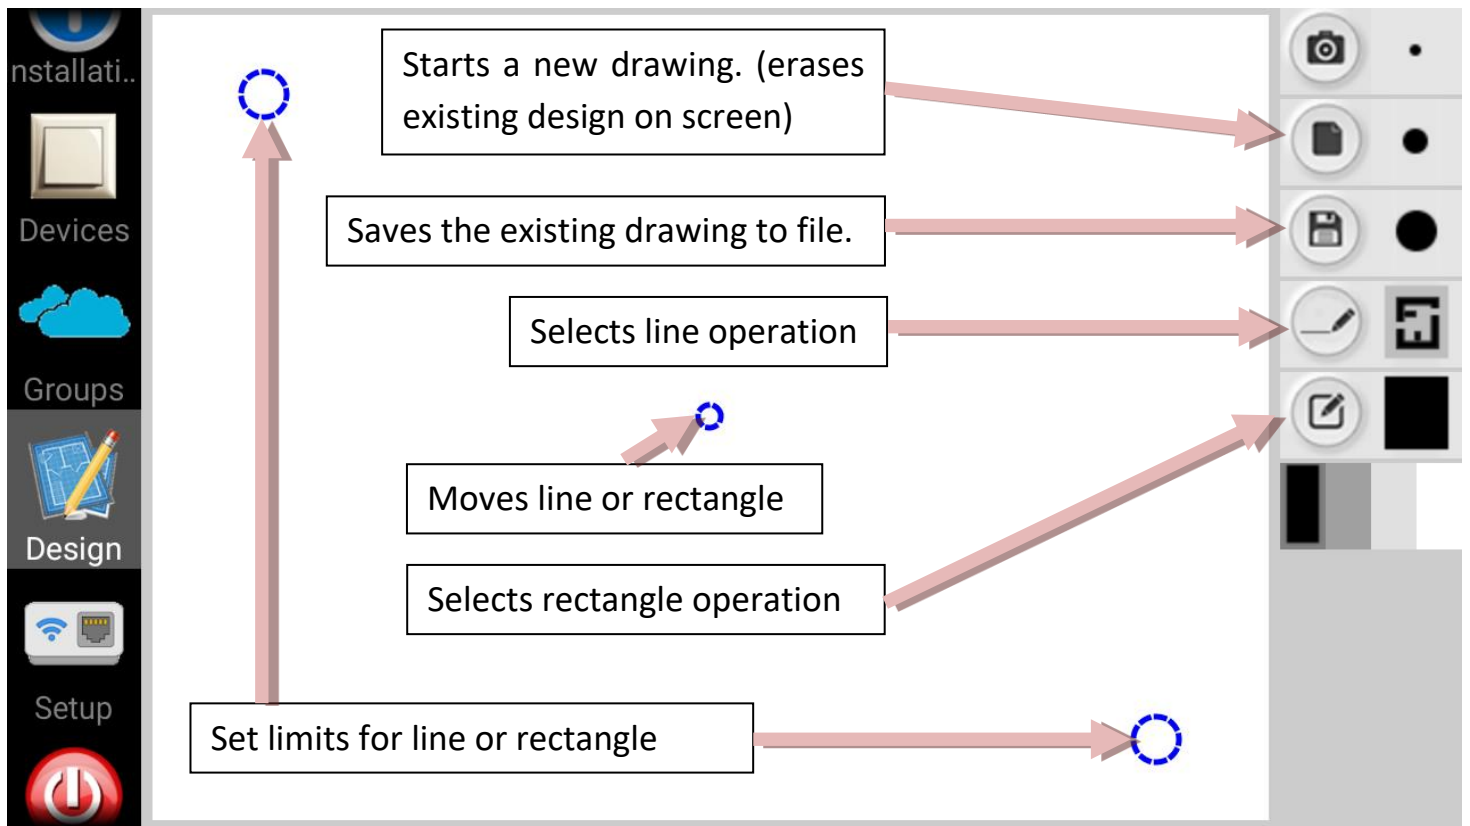 nstallati..
Devices
Groups
Design
Setup
Starts a new drawing. (erases
existing design on screen)
Saves the existing drawing to file.
Selects line operation
Moves line or rectangle
Selects rectangle operation
Set limits for line or rectangle